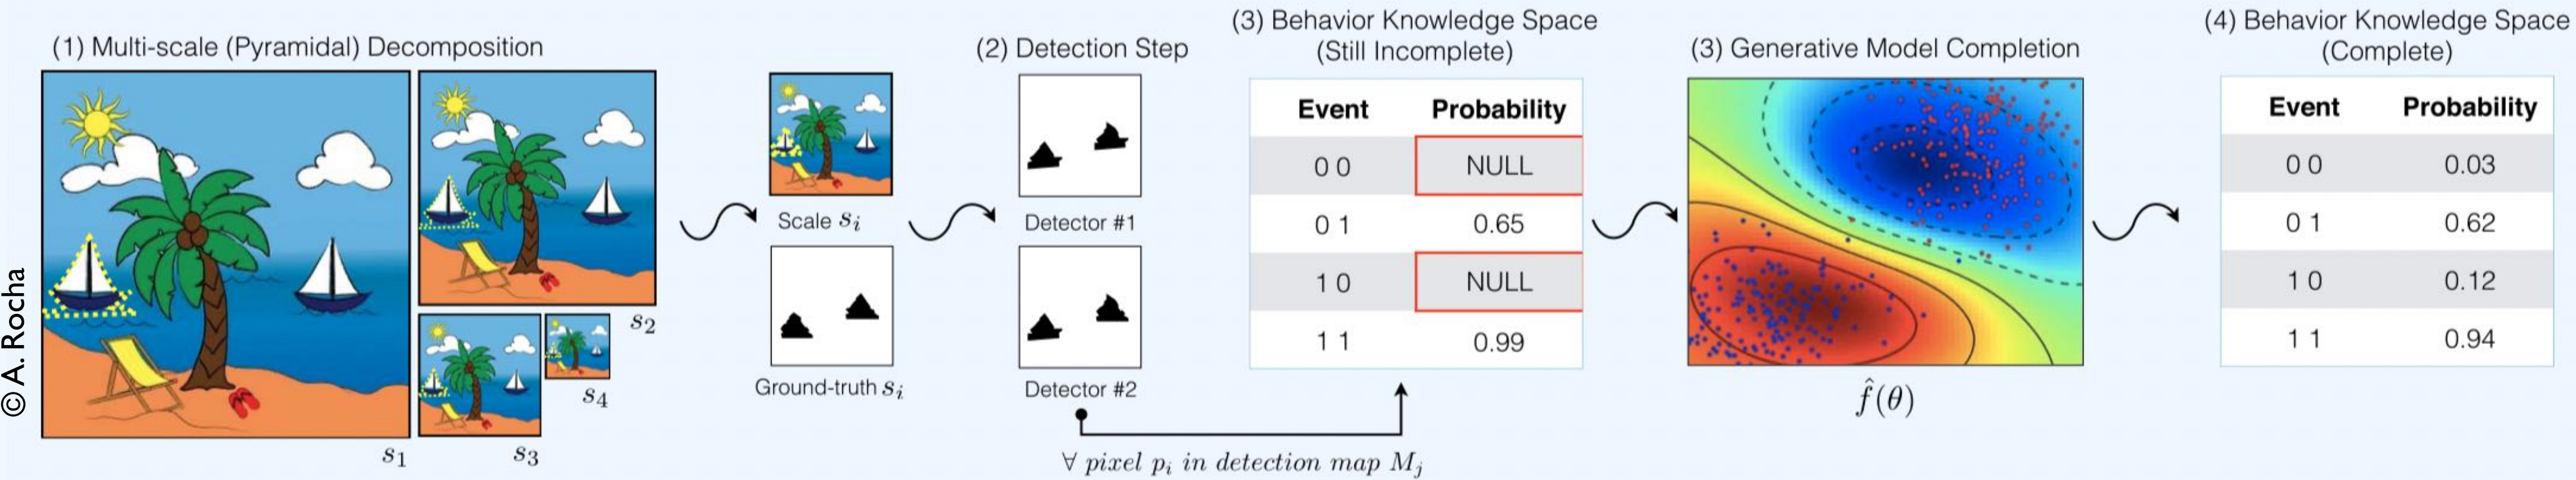 © A. Rocha
(1) Multi-scale (Pyramidal) Decomposition
s1
s2
s3
s4
Scale si
Ground-truth si
(2) Detection Step
Detector #1
Detector #2
∀ pixel pi in detection map Mj
(3) Behavior Knowledge Space
(Still Incomplete)
Event Probability
0 0 NULL
0 1 0.65
1 0 NULL
1 1 0.99
(3) Generative Model Completion
f̂(θ)
(4) Behavior Knowledge Space
(Complete)
Event Probability
0 0 0.03
0 1 0.62
1 0 0.12
1 1 0.94